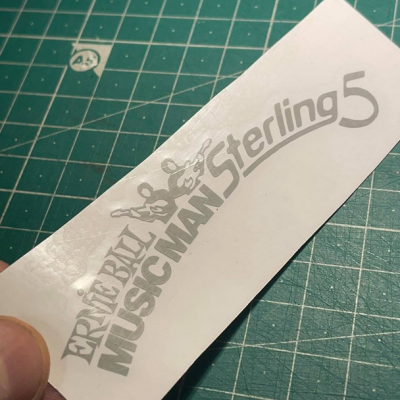 ERNIE BALL
MUSIC MAN
Sterling 5